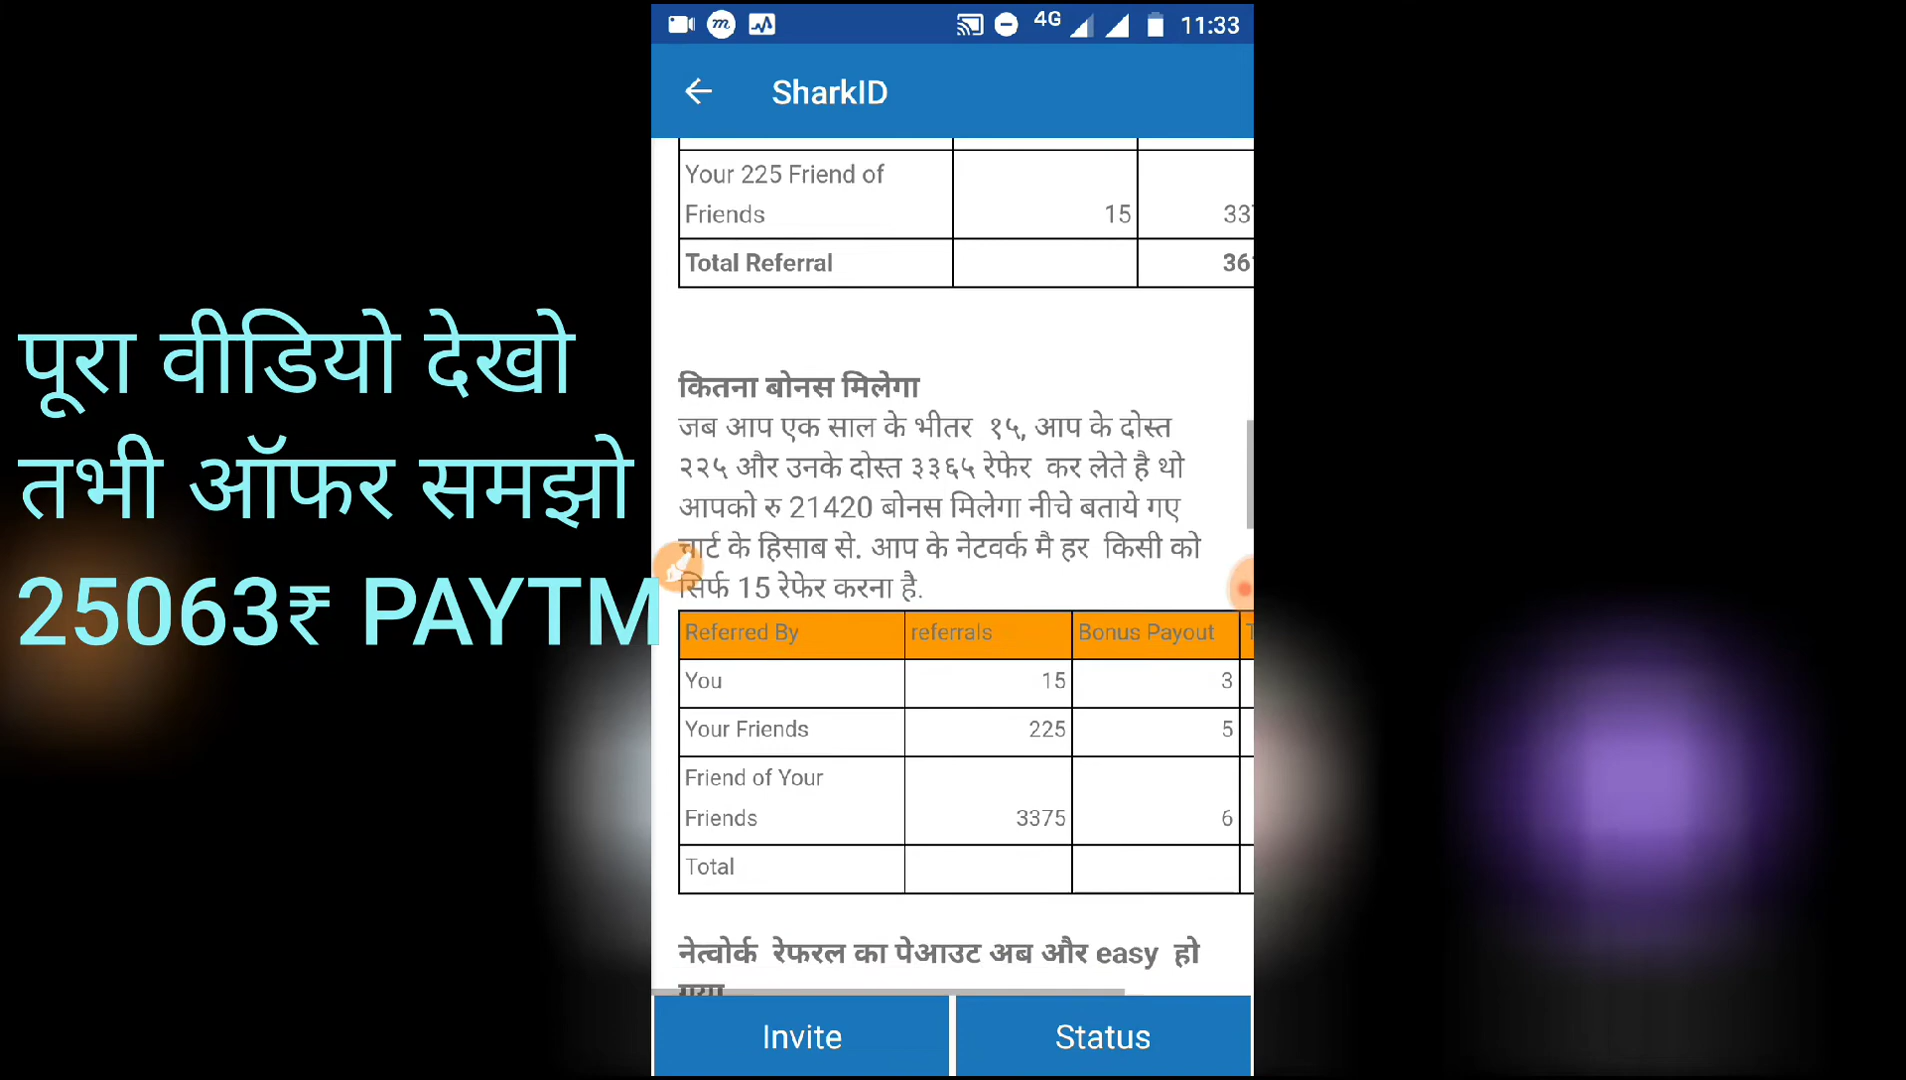 4G 11:33
SharkID
Your 225 Friend of
Friends 15 337
Total Referral 361
पूरा वीडियो देखो
तभी ऑफर समझो
25063₹ PAYTM
कितना बोनस मिलेगा
जब आप एक साल के भीतर १५, आप के दोस्त
२२५ और उनके दोस्त ३३६५ रेफेर कर लेते है थो
आपको रु 21420 बोनस मिलेगा नीचे बताये गए
चार्ट के हिसाब से. आप के नेटवर्क मै हर किसी को
सिर्फ 15 रेफेर करना है.
Referred By referrals Bonus Payout T
You 15 3
Your Friends 225 5
Friend of Your
Friends 3375 6
Total
नेत्वोर्क रेफरल का पेआउट अब और easy हो
गया
Invite Status